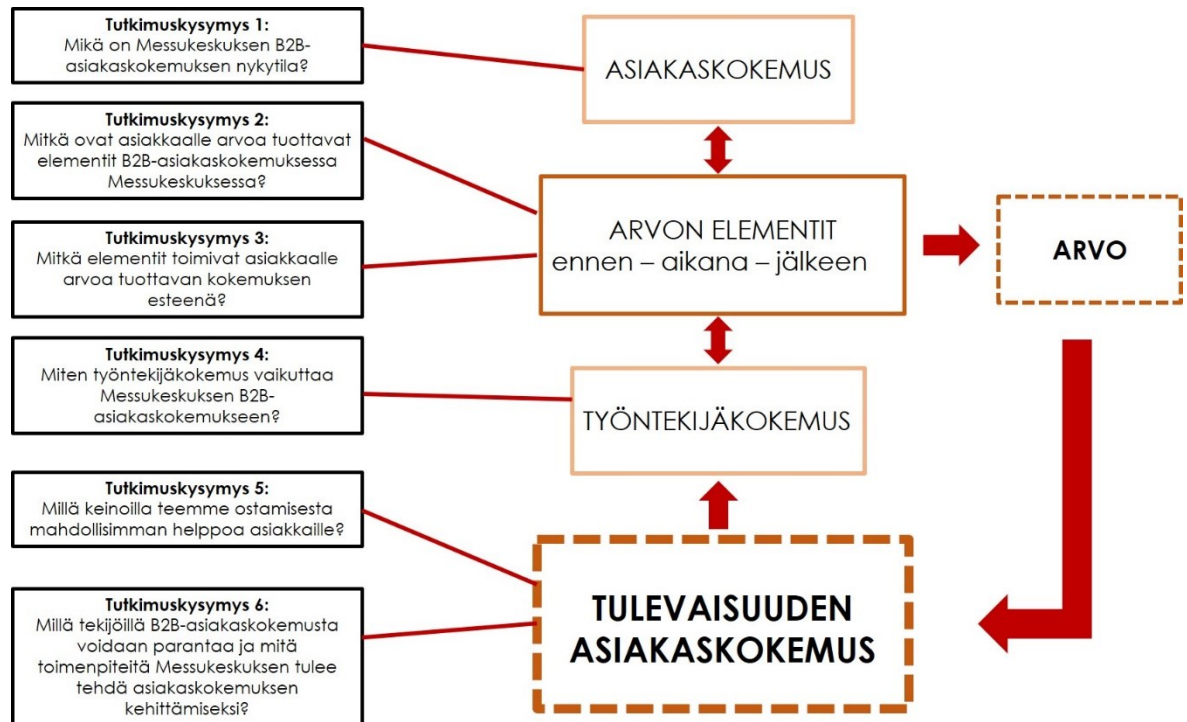 Tutkimuskysymys 1:
Mikä on Messukeskuksen B2B-
asiakaskokemuksen nykytila?
Tutkimuskysymys 2:
Mitkä ovat asiakkaalle arvoa tuottavat
elementit B2B-asiakaskokemuksessa
Messukeskuksessa?
Tutkimuskysymys 3:
Mitkä elementit toimivat asiakkaalle
arvoa tuottavan kokemuksen
esteenä?
Tutkimuskysymys 4:
Miten työntekijäkokemus vaikuttaa
Messukeskuksen B2B-
asiakaskokemukseen?
Tutkimuskysymys 5:
Millä keinoilla teemme ostamisesta
mahdollisimman helppoa asiakkaille?
Tutkimuskysymys 6:
Millä tekijöillä B2B-asiakaskokemusta
voidaan parantaa ja mitä
toimenpiteitä Messukeskuksen tulee
tehdä asiakaskokemuksen
kehittämiseksi?
ASIAKASKOKEMUS
ARVON ELEMENTIT
ennen – aikana – jälkeen
TYÖNTEKIJÄKOKEMUS
TULEVAISUUDEN
ASIAKASKOKEMUS
ARVO